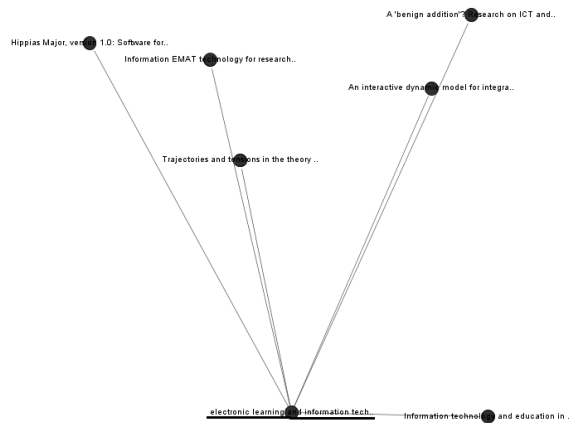 A 'benign addition'? Research on ICT and..
Hippias Major, version 1.0: Software for..
Information EMAT technology for research..
An interactive dynamic model for integra..
Trajectories and tensions in the theory ..
electronic learning and information tech..
Information technology and education in .